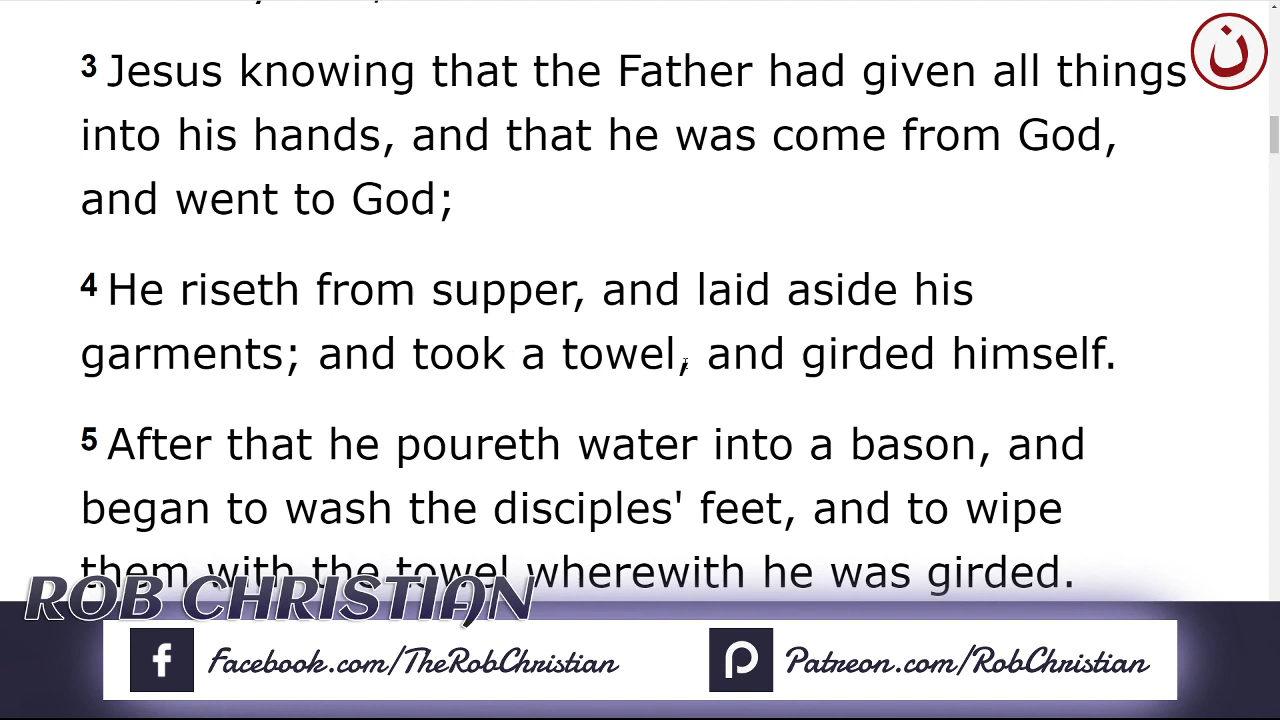 3 Jesus knowing that the Father had given all things
ن
into his hands, and that he was come from God,
and went to God;
4 He riseth from supper, and laid aside his
garments; and took a towel, and girded himself.
5 After that he poureth water into a bason, and
began to wash the disciples' feet, and to wipe
them with the towel wherewith he was girded.
ROB CHRISTIAN
Facebook.com/TheRobChristian
Patreon.com/RobChristian